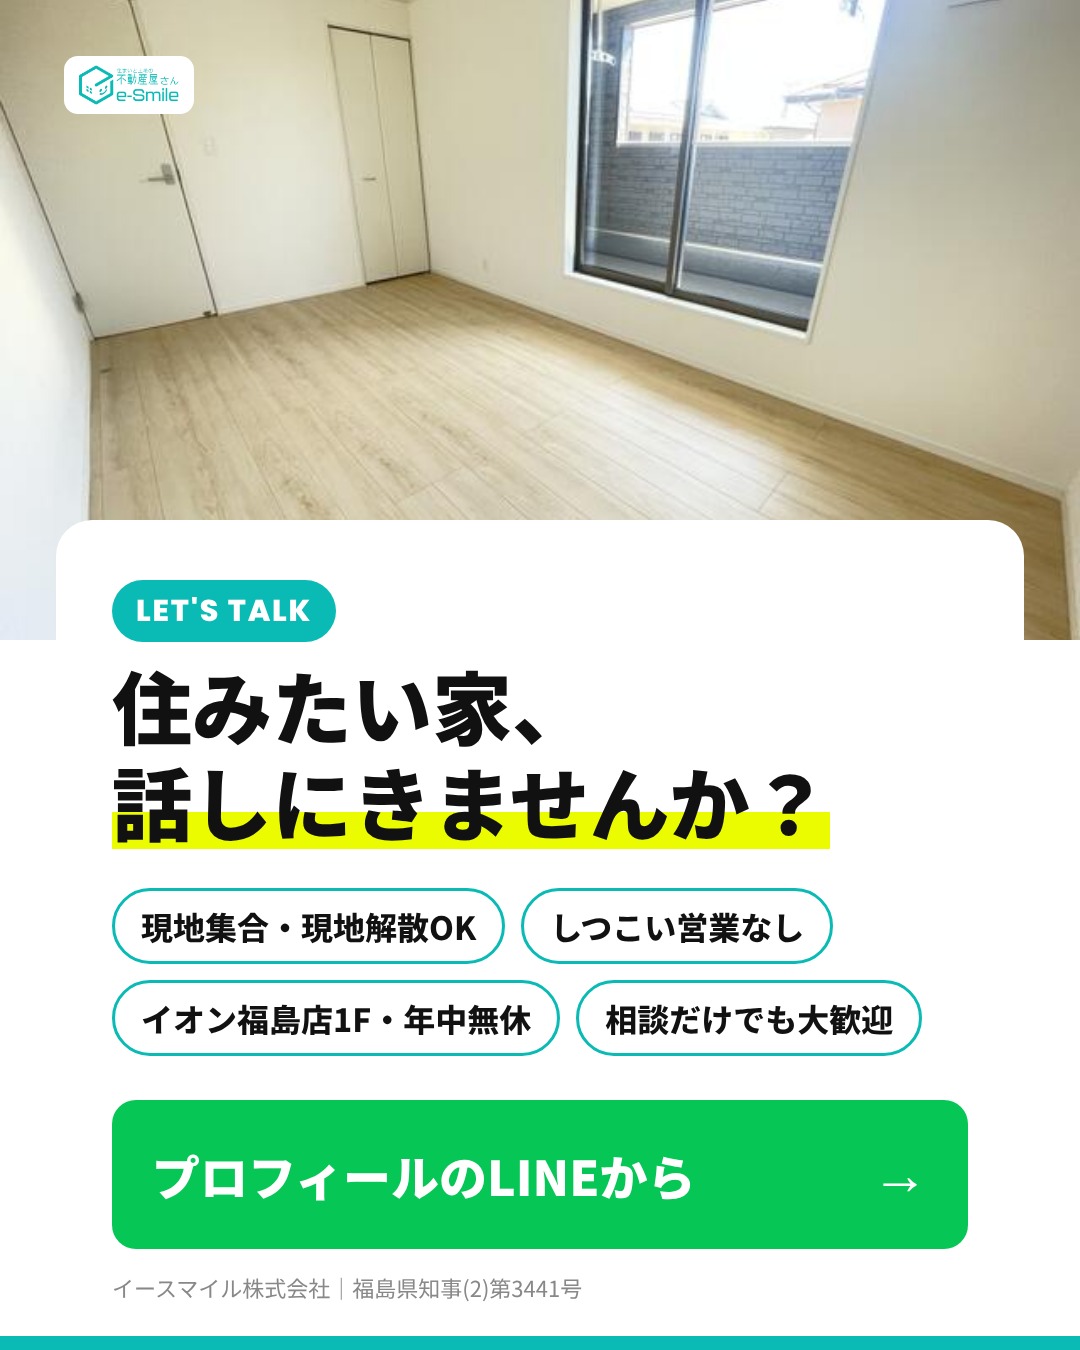 不動産屋さん
e-Smile
LET'S TALK
住みたい家、
話しにきませんか？
現地集合・現地解散OK
しつこい営業なし
イオン福島店1F・年中無休
相談だけでも大歓迎
プロフィールのLINEから →
イースマイル株式会社｜福島県知事(2)第3441号